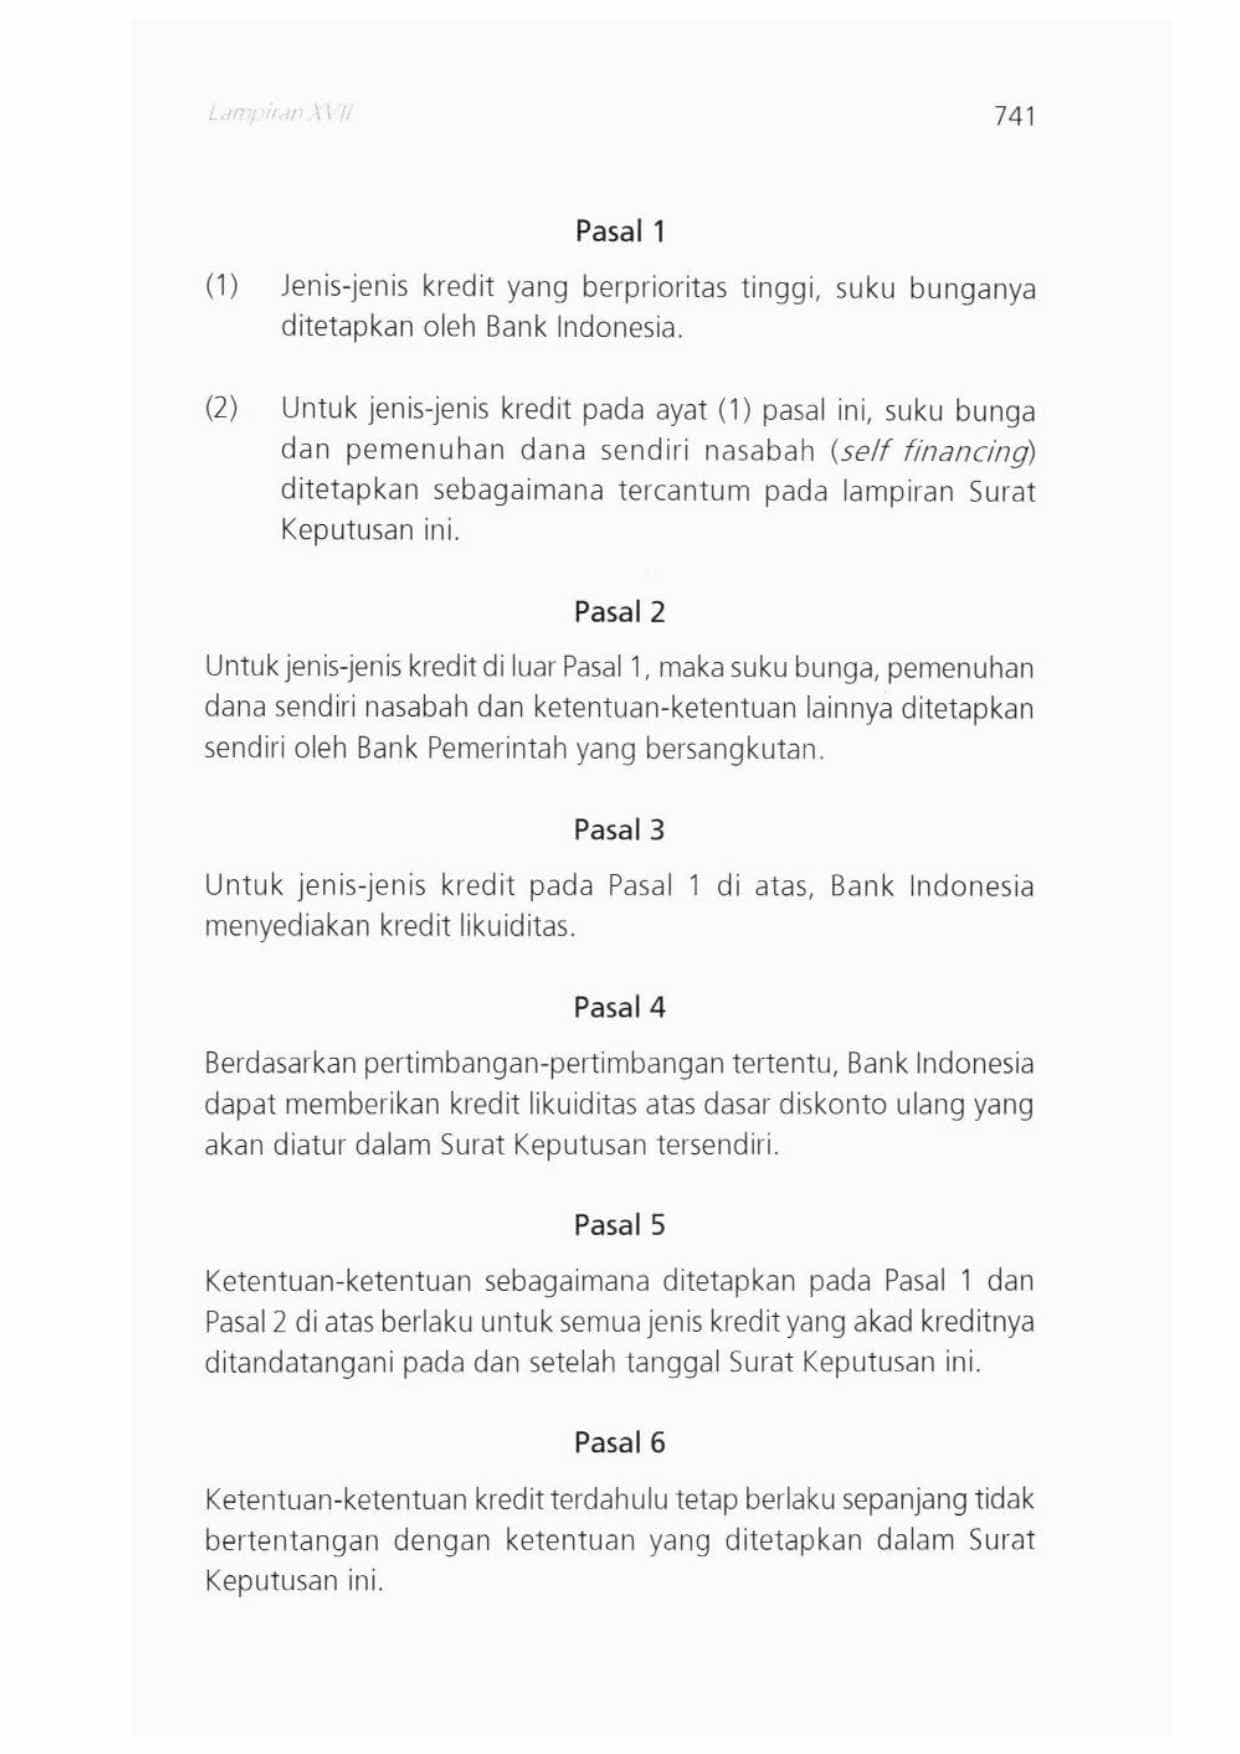 Lampiran XVII
741
Pasal 1
(1) Jenis-jenis kredit yang berprioritas tinggi, suku bunganya
ditetapkan oleh Bank Indonesia.
(2) Untuk jenis-jenis kredit pada ayat (1) pasal ini, suku bunga
dan pemenuhan dana sendiri nasabah (self financing)
ditetapkan sebagaimana tercantum pada lampiran Surat
Keputusan ini.
Pasal 2
Untuk jenis-jenis kredit di luar Pasal 1, maka suku bunga, pemenuhan
dana sendiri nasabah dan ketentuan-ketentuan lainnya ditetapkan
sendiri oleh Bank Pemerintah yang bersangkutan.
Pasal 3
Untuk jenis-jenis kredit pada Pasal 1 di atas, Bank Indonesia
menyediakan kredit likuiditas.
Pasal 4
Berdasarkan pertimbangan-pertimbangan tertentu, Bank Indonesia
dapat memberikan kredit likuiditas atas dasar diskonto ulang yang
akan diatur dalam Surat Keputusan tersendiri.
Pasal 5
Ketentuan-ketentuan sebagaimana ditetapkan pada Pasal 1 dan
Pasal 2 di atas berlaku untuk semua jenis kredit yang akad kreditnya
ditandatangani pada dan setelah tanggal Surat Keputusan ini.
Pasal 6
Ketentuan-ketentuan kredit terdahulu tetap berlaku sepanjang tidak
bertentangan dengan ketentuan yang ditetapkan dalam Surat
Keputusan ini.